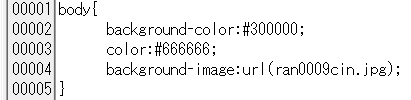 00001 body{
00002     background-color:#300000;
00003     color:#666666;
00004     background-image:url(ran0009cin.jpg);
00005 }